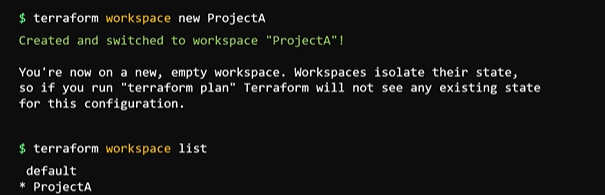 $ terraform workspace new ProjectA
Created and switched to workspace "ProjectA"!
You're now on a new, empty workspace. Workspaces isolate their state,
so if you run "terraform plan" Terraform will not see any existing state
for this configuration.
$ terraform workspace list
default
* ProjectA